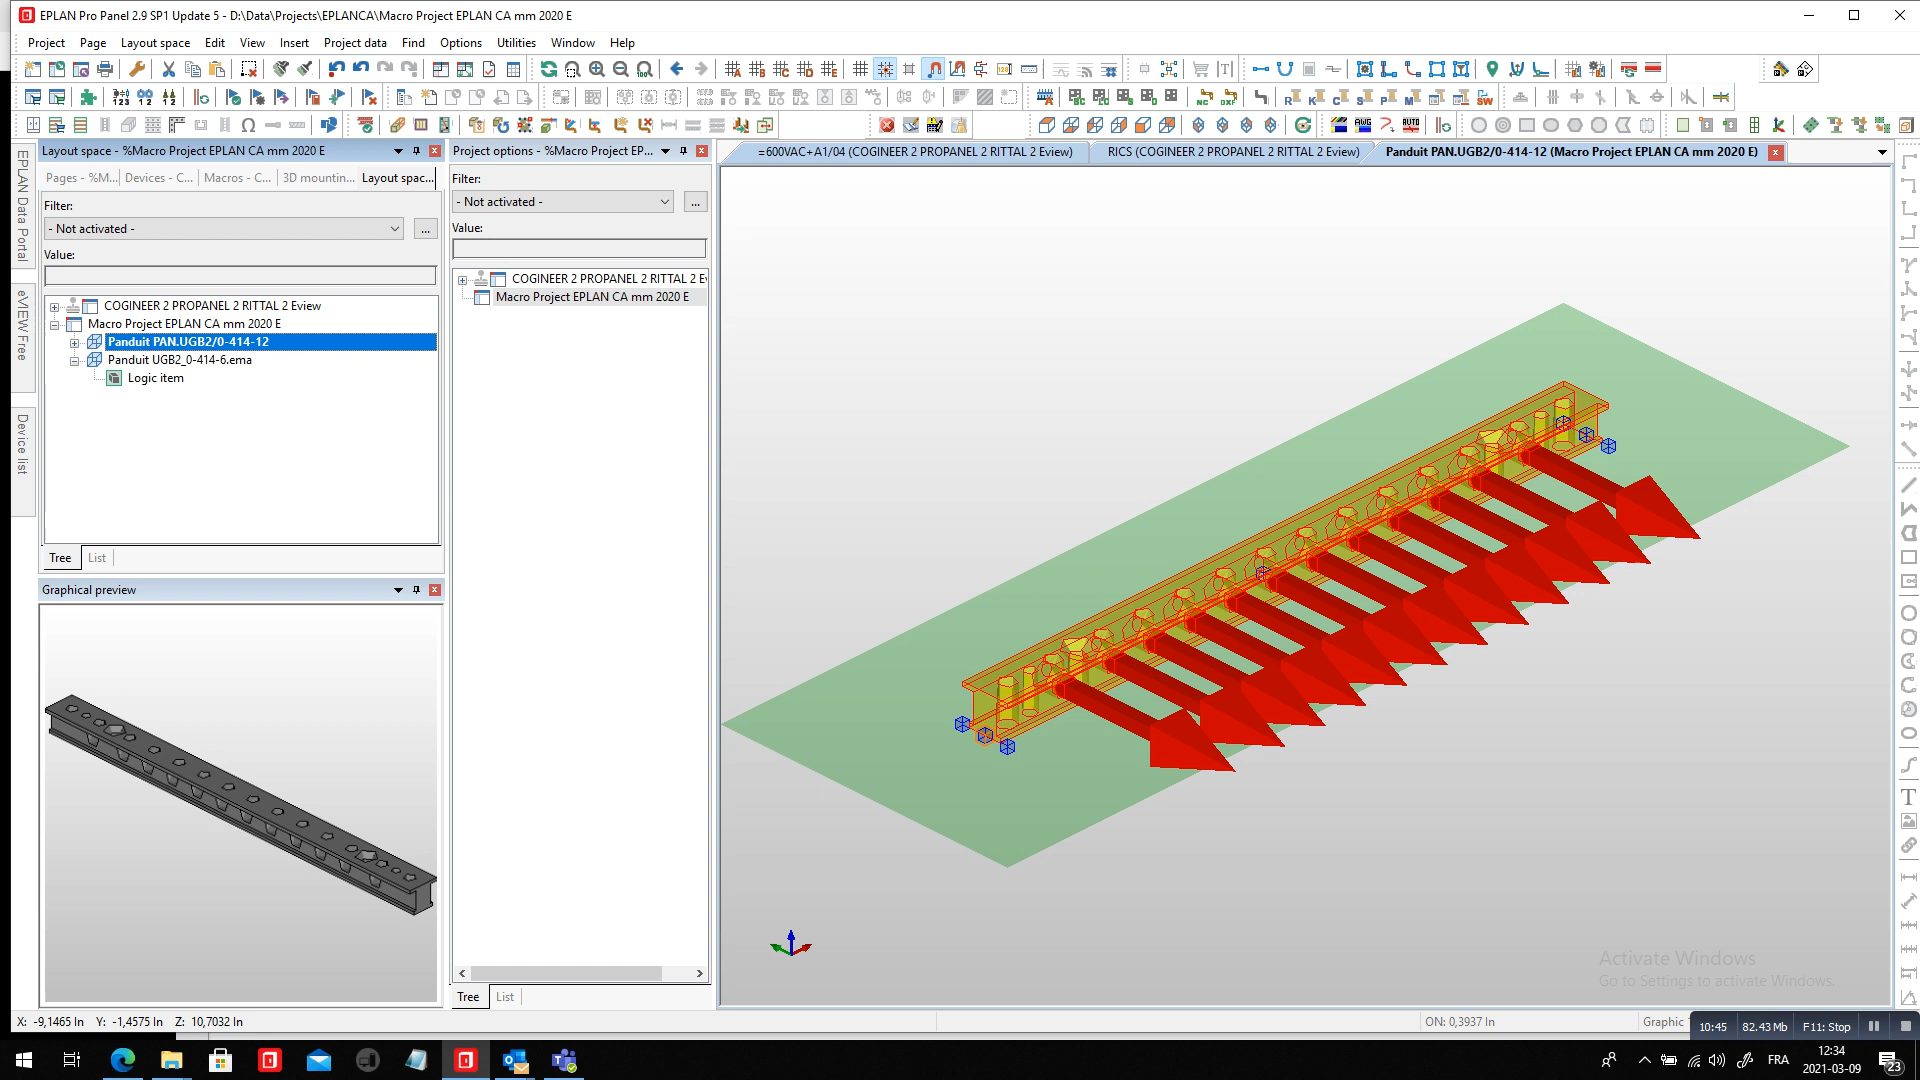 EPLAN Pro Panel 2.9 SP1 Update 5 - D:\Data\Projects\EPLANCA\Macro Project EPLAN CA mm 2020 E
Project Page Layout space Edit View Insert Project data Find Options Utilities Window Help
EPLAN Data Portal
eVIEW Free
Device list
Layout space - %Macro Project EPLAN CA mm 2020 E
Pages - %M... Devices - C... Macros - C... 3D mountin... Layout spac...
Filter:
- Not activated -
...
Value:
COGINEER 2 PROPANEL 2 RITTAL 2 Eview
Macro Project EPLAN CA mm 2020 E
Panduit PAN.UGB2/0-414-12
Panduit UGB2_0-414-6.ema
Logic item
Tree List
Graphical preview
Project options - %Macro Project EP...
Filter:
- Not activated -
...
Value:
COGINEER 2 PROPANEL 2 RITTAL 2 Ev
Macro Project EPLAN CA mm 2020 E
Tree List
=600VAC+A1/04 (COGINEER 2 PROPANEL 2 RITTAL 2 Eview)
RICS (COGINEER 2 PROPANEL 2 RITTAL 2 Eview)
Panduit PAN.UGB2/0-414-12 (Macro Project EPLAN CA mm 2020 E)
Activate Windows
Go to Settings to activate Windows.
X: -9,1465 In Y: -1,4575 In Z: 10,7032 In
ON: 0,3937 In
Graphic
10:45 82.43 Mb F11: Stop
FRA
12:34
2021-03-09
23